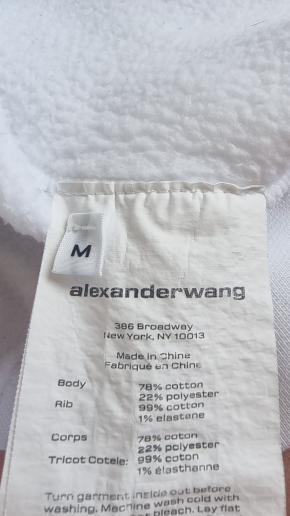 M
alexanderwang
386 Broadway
New York, NY 10013
Made in China
Fabriqué en Chine
Body 78% cotton
22% polyester
Rib 99% cotton
1% elastane
Corps 78% coton
22% polyester
Tricot Cotele: 99% coton
1% élasthanne
Turn garment inside out before
washing. Machine wash cold with
bleach. Lay flat